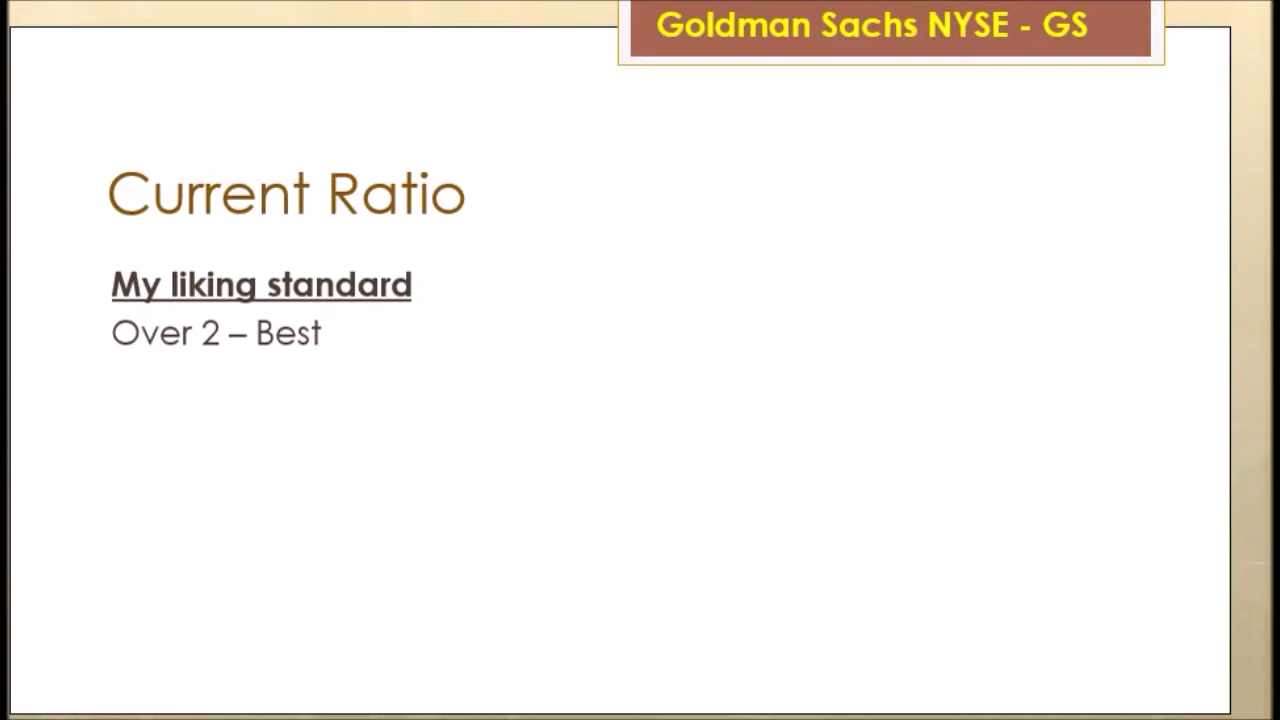 Goldman Sachs NYSE - GS
Current Ratio
My liking standard
Over 2 – Best